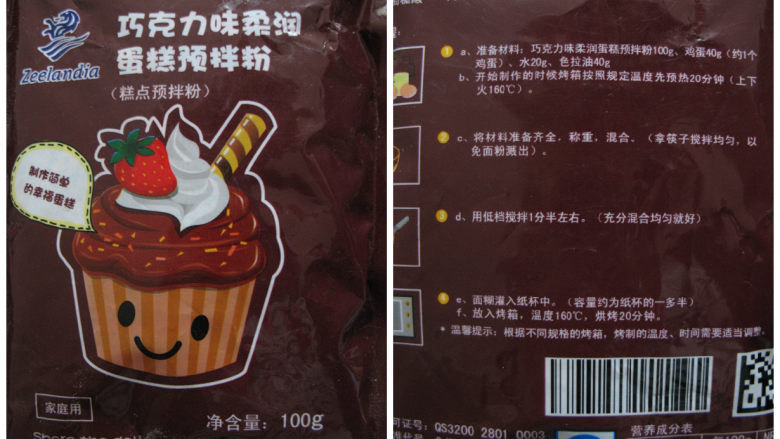 Zeelandia
巧克力味柔润
蛋糕预拌粉
（糕点预拌粉）
制作简单
的幸福蛋糕
家庭用
净含量：100g
1 a、准备材料：巧克力味柔润蛋糕预拌粉100g、鸡蛋40g（约1个
鸡蛋）、水20g、色拉油40g
b、开始制作的时候烤箱按照规定温度先预热20分钟（上下
火160℃）。
2 c、将材料准备齐全，称重，混合。（拿筷子搅拌均匀，以
免面粉溅出）。
3 d、用低档搅拌1分半左右。（充分混合均匀就好）
4 e、面糊灌入纸杯中。（容量约为纸杯的一多半）
f、放入烤箱，温度160℃，烘烤20分钟。
* 温馨提示：根据不同规格的烤箱，烤制的温度、时间需要适当调整。
可证号：QS3200 2801 0003
营养成分表